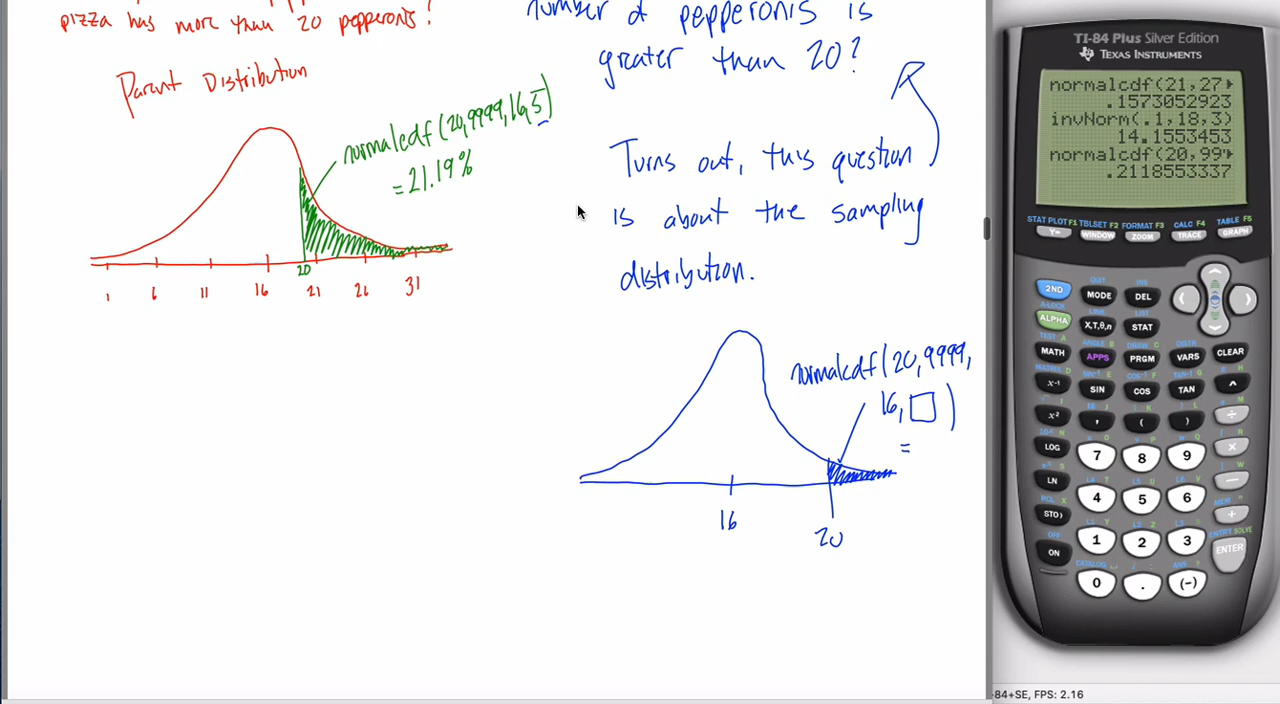 pizza has more than 20 pepperonis?
Parent Distribution
normalcdf(20,9999,16,5)
=21.19%
20
1 6 11 16 21 26 31
number of pepperonis is
greater than 20?
Turns out, this question
is about the sampling
distribution.
normalcdf(20,9999,
16,□)
=
16
20
TI-84 Plus Silver Edition
TEXAS INSTRUMENTS
normalcdf(21,27
.1573052923
invNorm(.1,18,3)
14.1553453
normalcdf(20,99
.2118553337
STAT PLOT F1 TBLSET F2 FORMAT F3 CALC F4 TABLE F5
Y= WINDOW ZOOM TRACE GRAPH
2ND MODE DEL
ALPHA X,T,θ,n STAT
MATH APPS PRGM VARS CLEAR
x⁻¹ SIN COS TAN ^
x² , ( ) ÷
LOG 7 8 9 ×
LN 4 5 6 −
STO› 1 2 3 +
ON 0 . (-) ENTER
-84+SE, FPS: 2.16